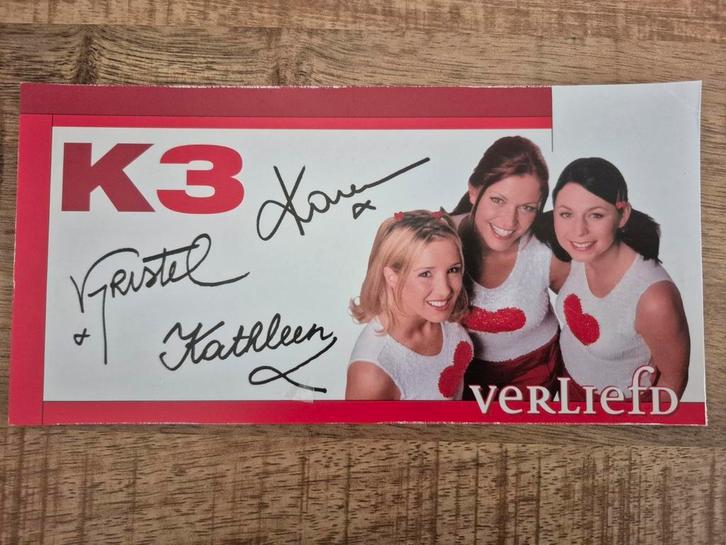 K3
Karen
Kristel
Kathleen
VeRLIefD